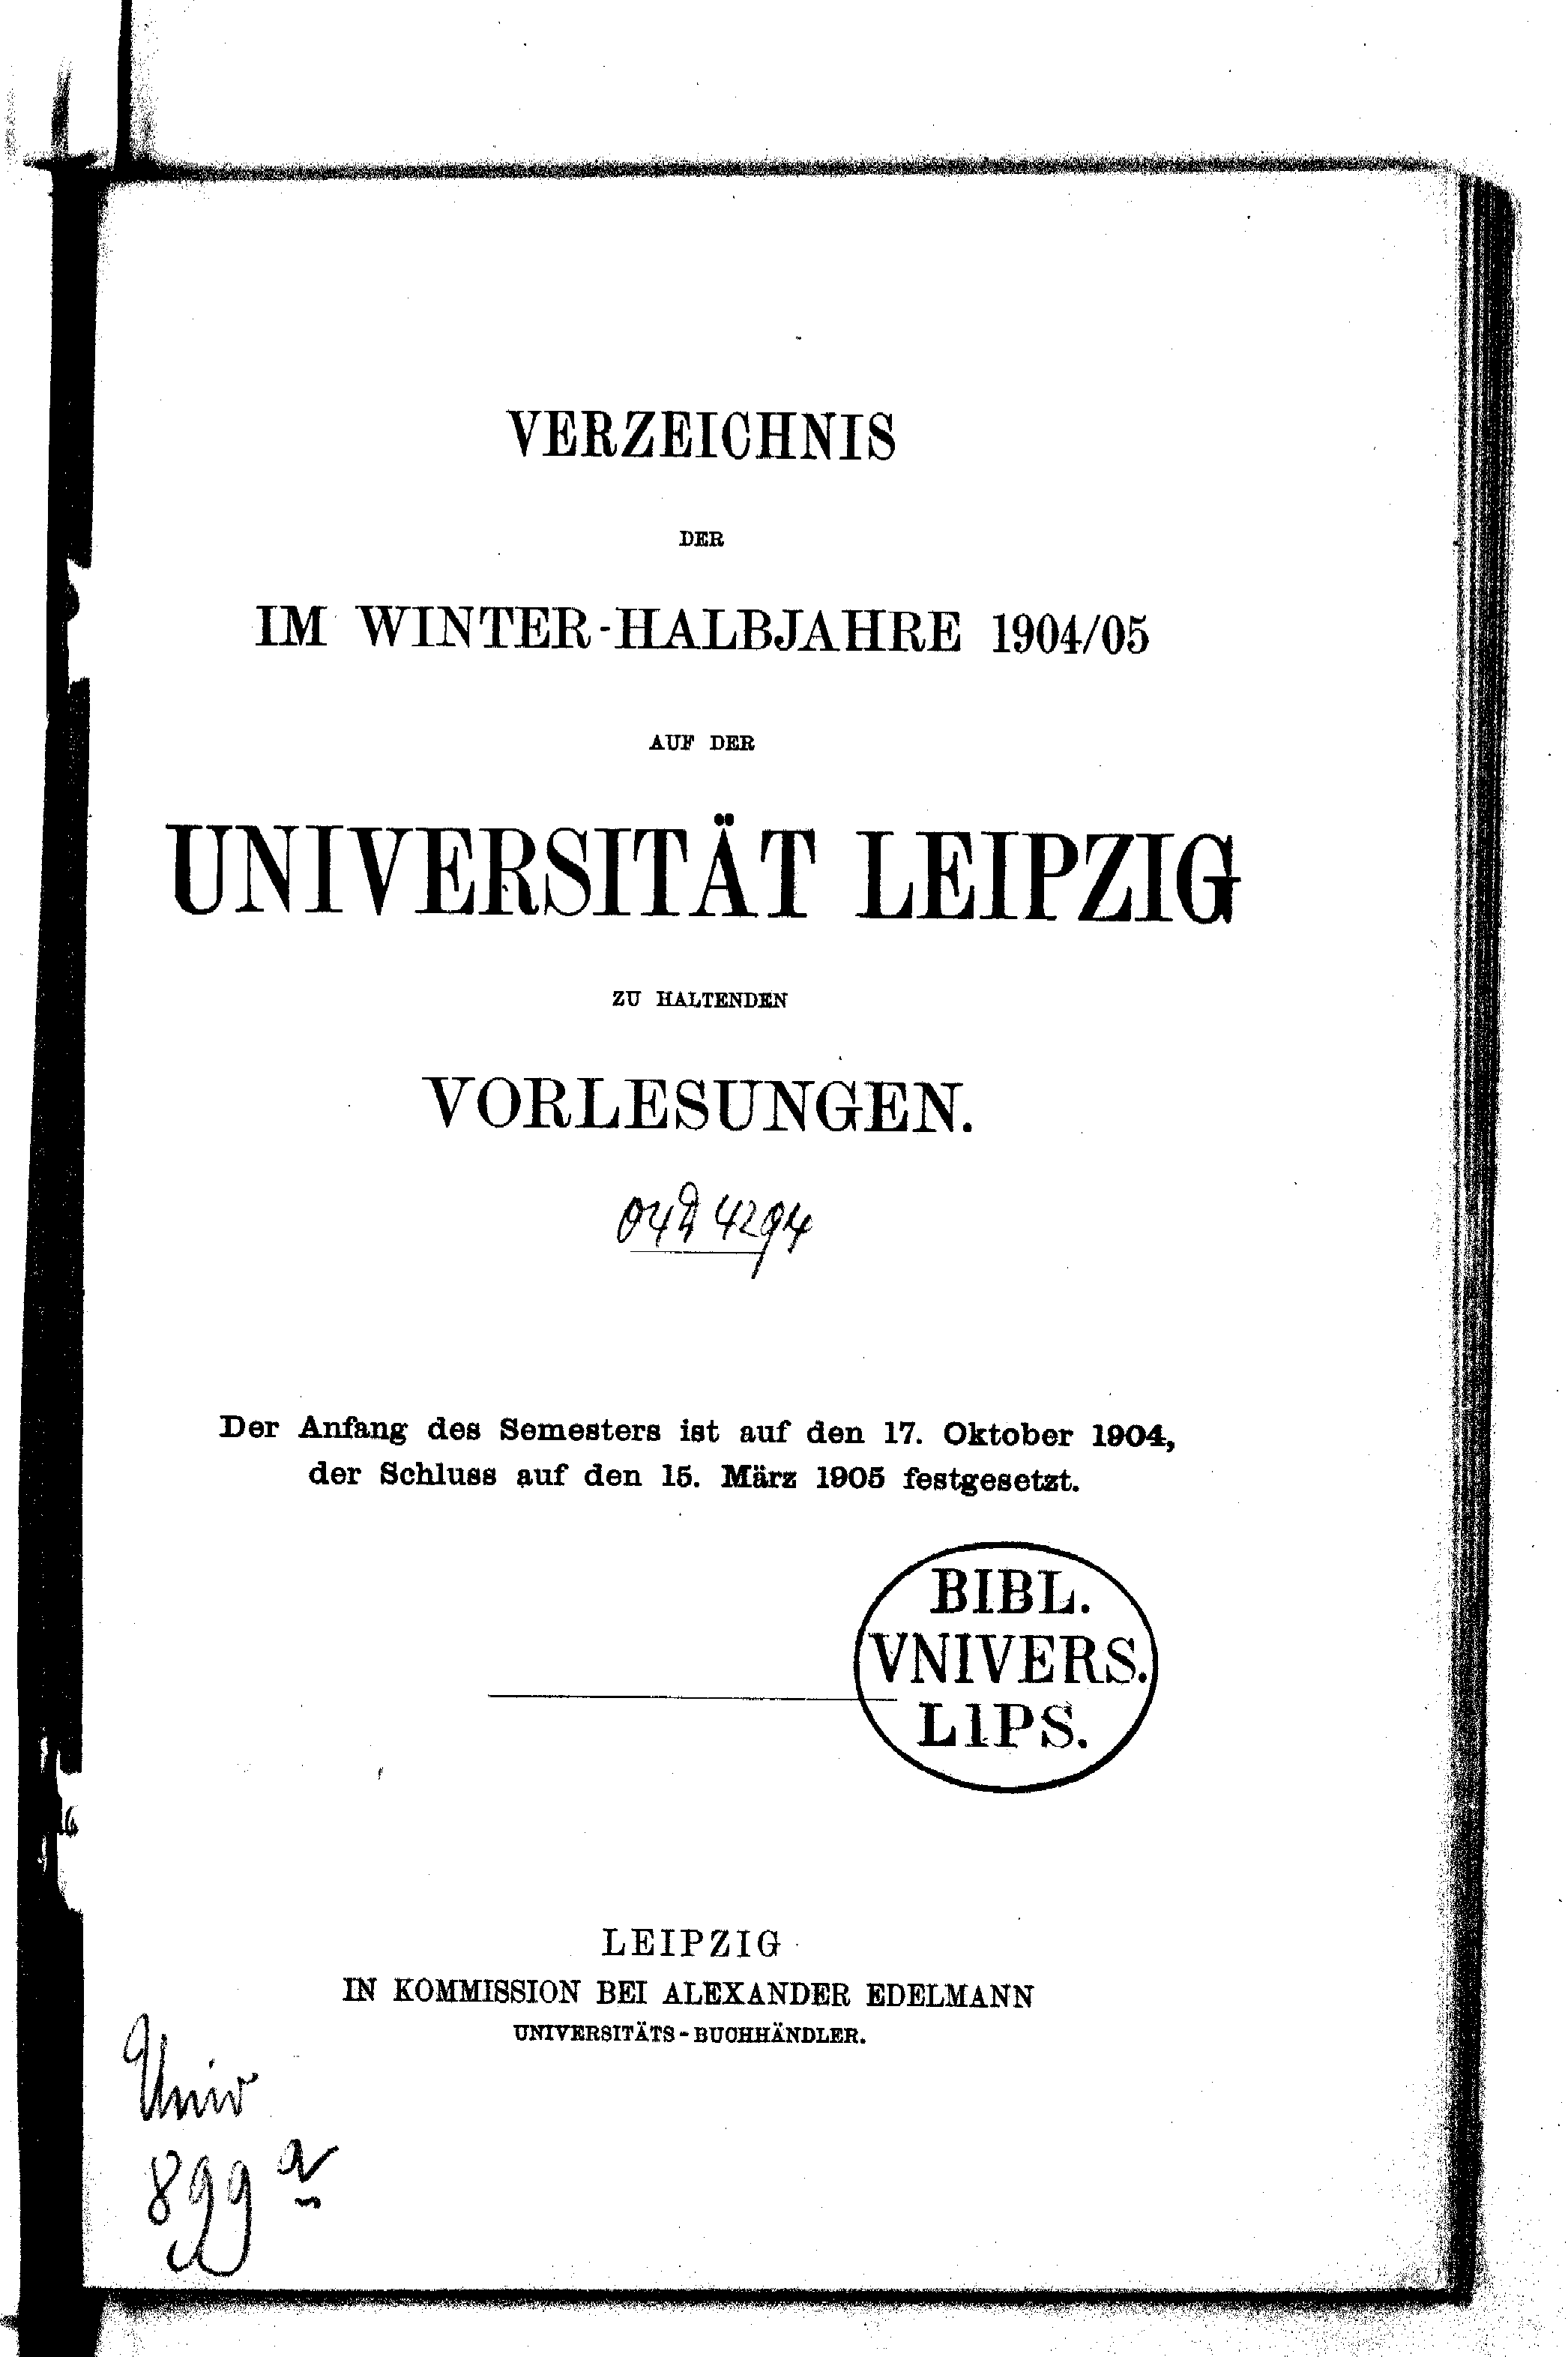 VERZEICHNIS
DER
IM WINTER-HALBJAHRE 1904/05
AUF DER
UNIVERSITÄT LEIPZIG
ZU HALTENDEN
VORLESUNGEN.
4294
Der Anfang des Semesters ist auf den 17. Oktober 1904,
der Schluss auf den 15. März 1905 festgesetzt.
BIBL.
VNIVERS.
LIPS.
LEIPZIG
IN KOMMISSION BEI ALEXANDER EDELMANN
UNIVERSITÄTS-BUCHHÄNDLER.
Univ
899 a